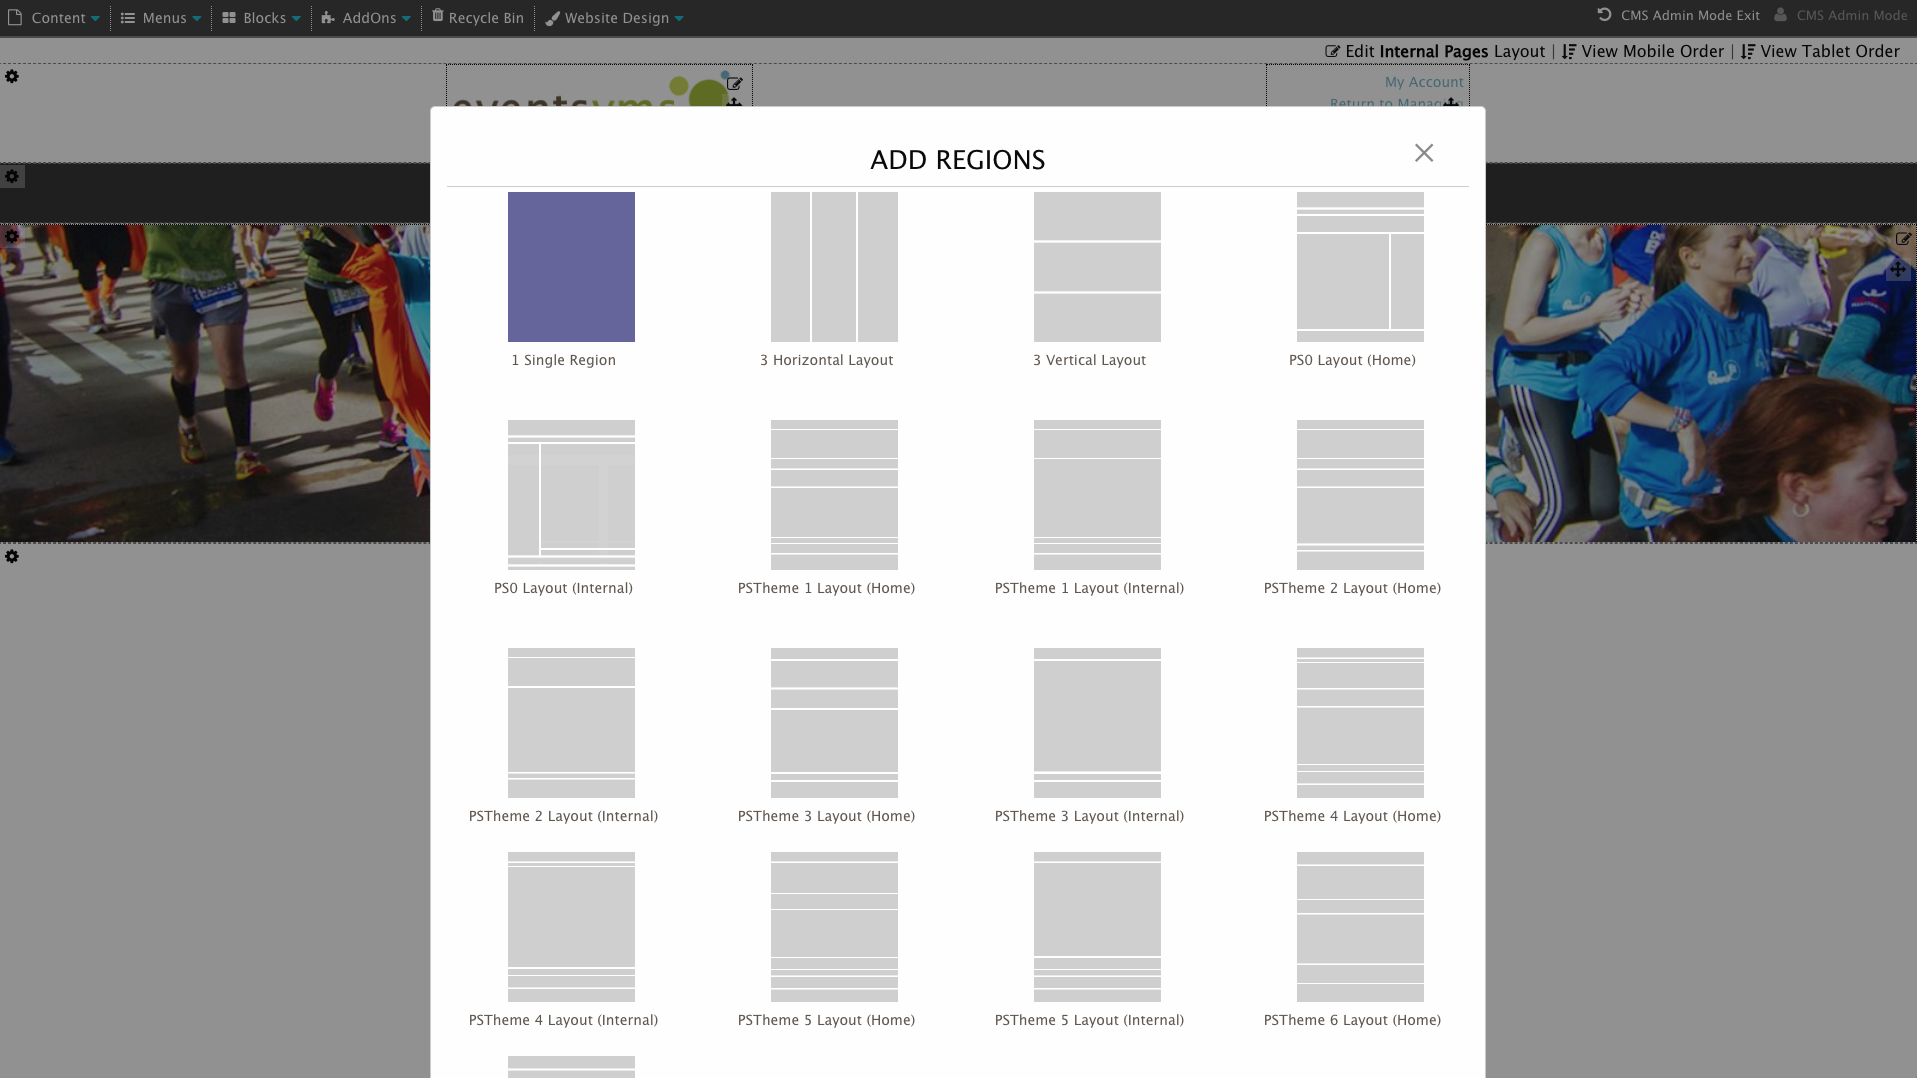 Content
Menus
Blocks
AddOns
Recycle Bin
Website Design
CMS Admin Mode Exit
CMS Admin Mode
Edit Internal Pages Layout | View Mobile Order | View Tablet Order
eventsvms
My Account
Return to Manag
ADD REGIONS
1 Single Region
3 Horizontal Layout
3 Vertical Layout
PS0 Layout (Home)
PS0 Layout (Internal)
PSTheme 1 Layout (Home)
PSTheme 1 Layout (Internal)
PSTheme 2 Layout (Home)
PSTheme 2 Layout (Internal)
PSTheme 3 Layout (Home)
PSTheme 3 Layout (Internal)
PSTheme 4 Layout (Home)
PSTheme 4 Layout (Internal)
PSTheme 5 Layout (Home)
PSTheme 5 Layout (Internal)
PSTheme 6 Layout (Home)